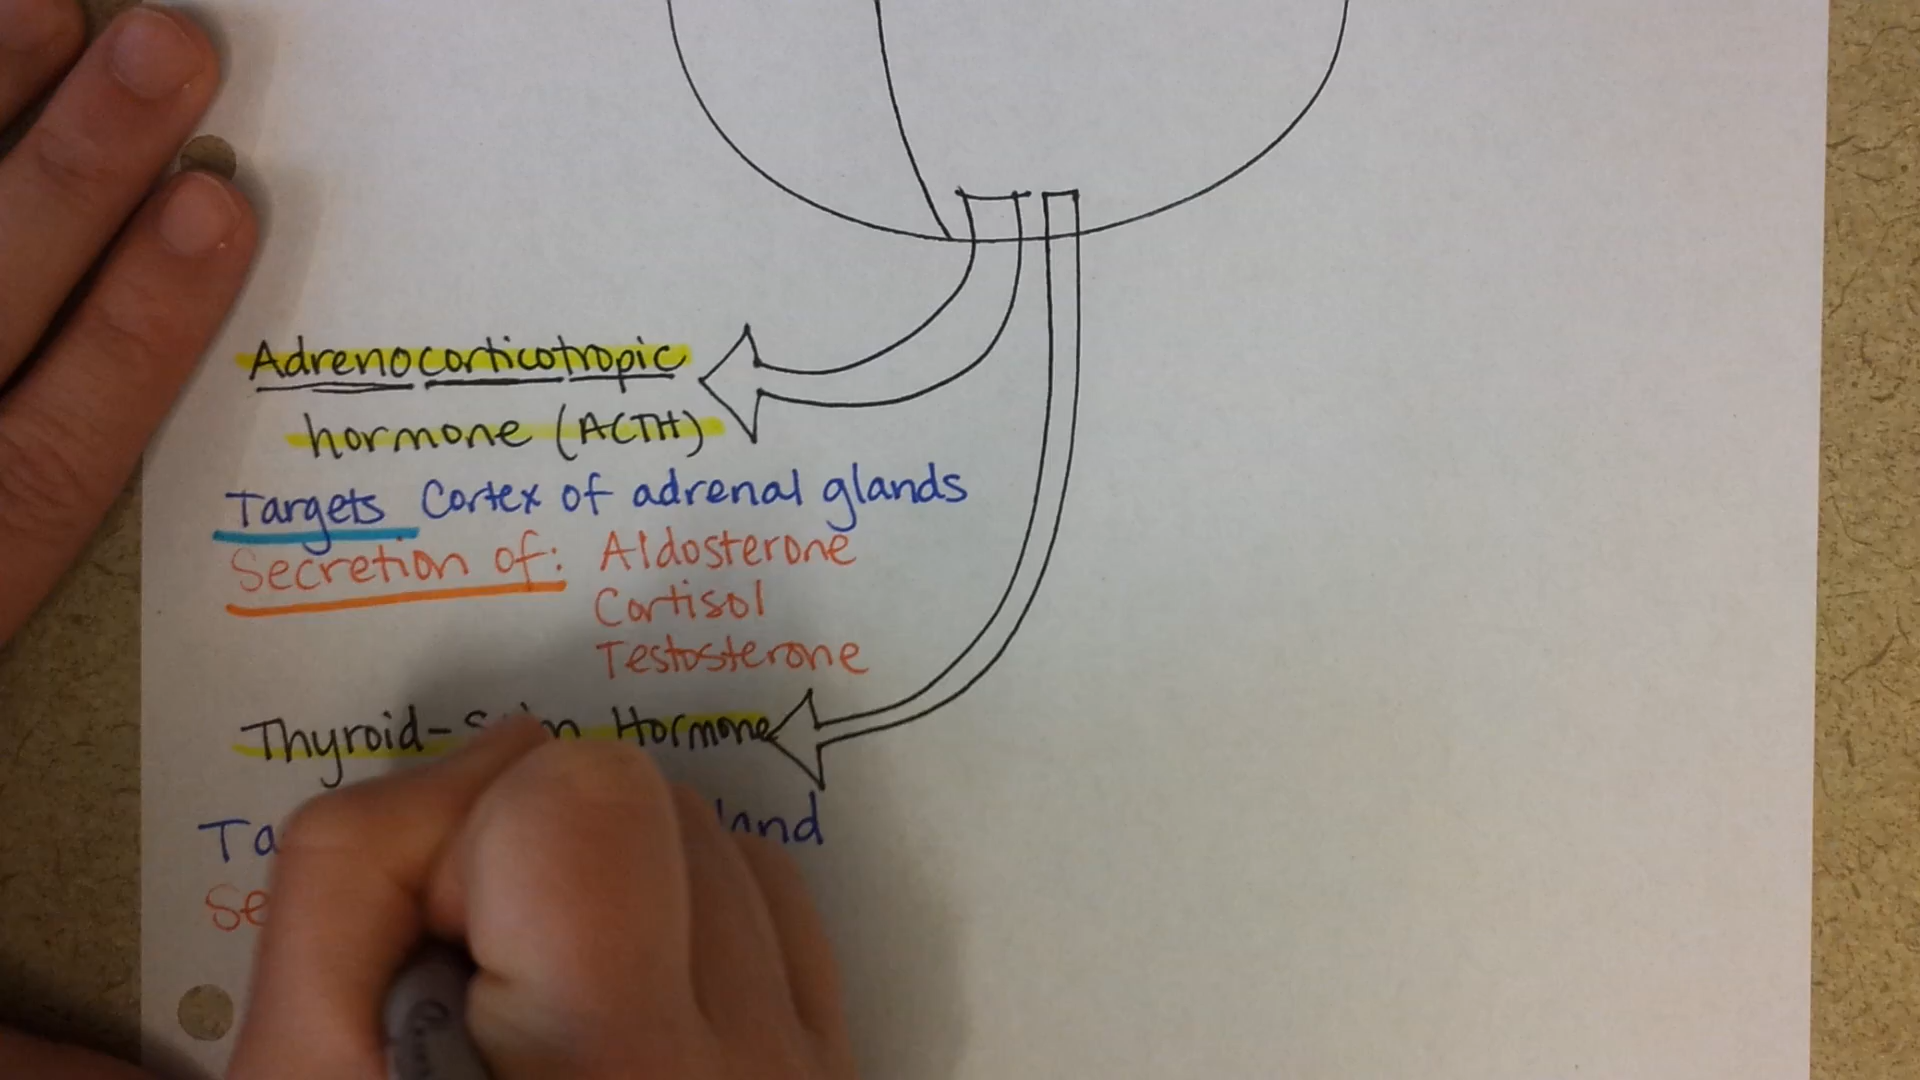 Adrenocorticotropic
hormone (ACTH)
Targets Cortex of adrenal glands
Secretion of: Aldosterone
Cortisol
Testosterone
Thyroid- Hormone